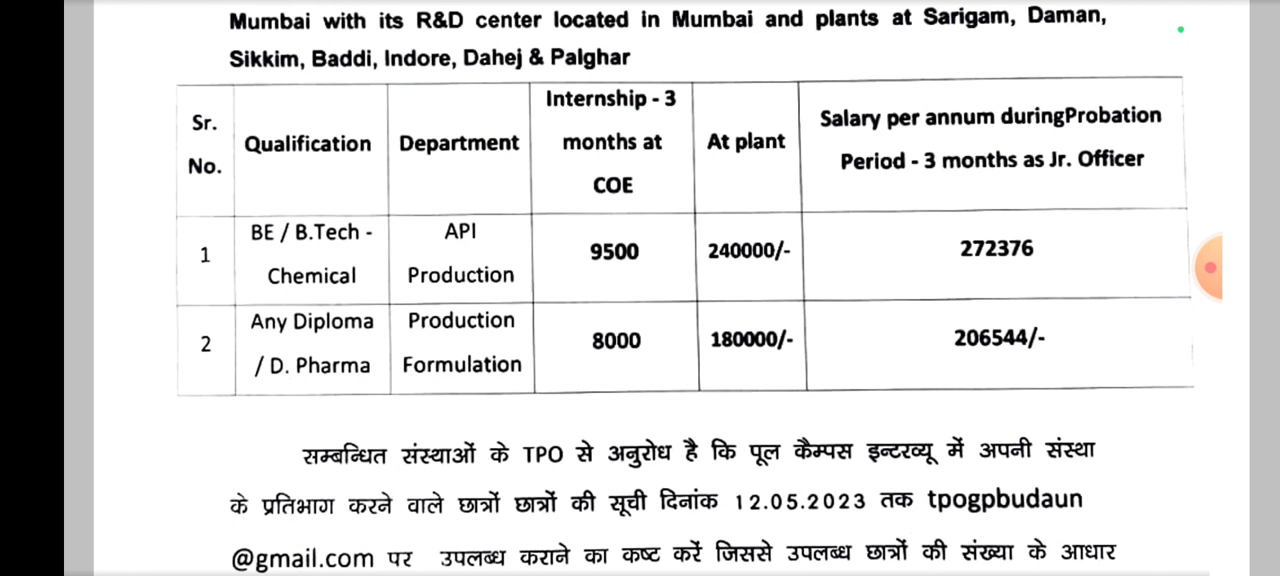 Mumbai with its R&D center located in Mumbai and plants at Sarigam, Daman,
Sikkim, Baddi, Indore, Dahej & Palghar
Sr. No. Qualification Department Internship - 3 months at COE At plant Salary per annum duringProbation Period - 3 months as Jr. Officer
1 BE / B.Tech - Chemical API Production 9500 240000/- 272376
2 Any Diploma / D. Pharma Production Formulation 8000 180000/- 206544/-
सम्बन्धित संस्थाओं के TPO से अनुरोध है कि पूल कैम्पस इन्टरव्यू में अपनी संस्था
के प्रतिभाग करने वाले छात्रों छात्रों की सूची दिनांक 12.05.2023 तक tpogpbudaun
@gmail.com पर उपलब्ध कराने का कष्ट करें जिससे उपलब्ध छात्रों की संख्या के आधार